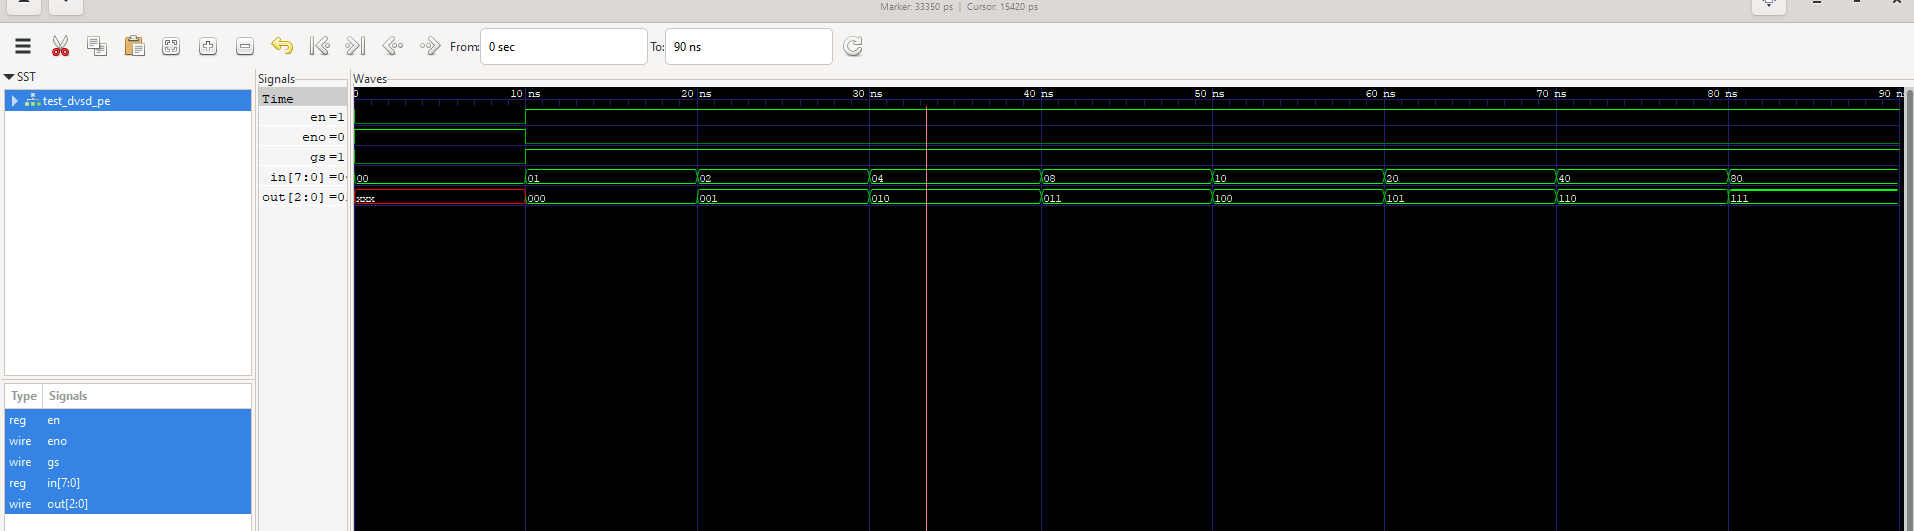 Marker: 33350 ps | Cursor: 15420 ps
From: 0 sec To: 90 ns
SST
test_dvsd_pe
Type Signals
reg en
wire eno
wire gs
reg in[7:0]
wire out[2:0]
Signals
Time
en=1
eno=0
gs=1
in[7:0]=0
out[2:0]=0
Waves
0 10 ns 20 ns 30 ns 40 ns 50 ns 60 ns 70 ns 80 ns 90 n
00 01 02 04 08 10 20 40 80
xxx 000 001 010 011 100 101 110 111